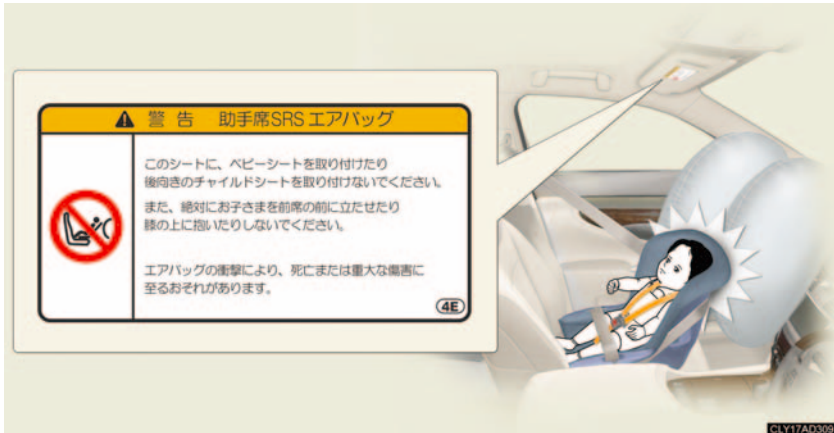 警告 助手席SRSエアバッグ
このシートに、ベビーシートを取り付けたり
後向きのチャイルドシートを取り付けないでください。
また、絶対にお子さまを前席の前に立たせたり
膝の上に抱いたりしないでください。
エアバッグの衝撃により、死亡または重大な傷害に
至るおそれがあります。
4E
CLY17AD309